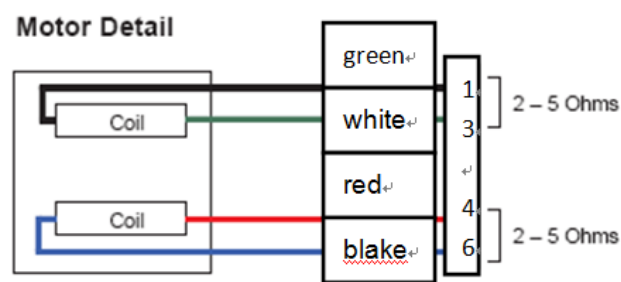 Motor Detail
green
1
2 – 5 Ohms
Coil
white
3
red
Coil
4
2 – 5 Ohms
blake
6